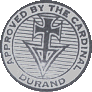 APPROVED BY THE CARDINAL
DURAND